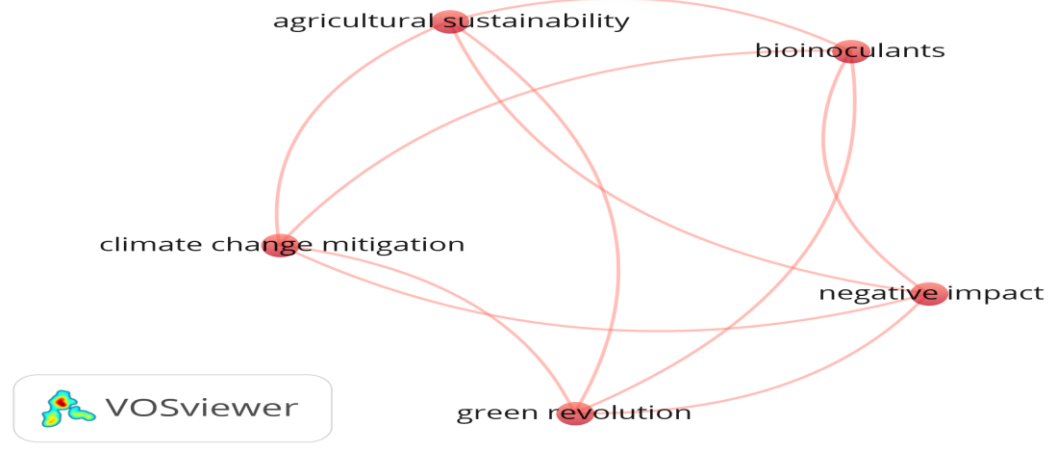 agricultural sustainability
bioinoculants
climate change mitigation
negative impact
green revolution
VOSviewer